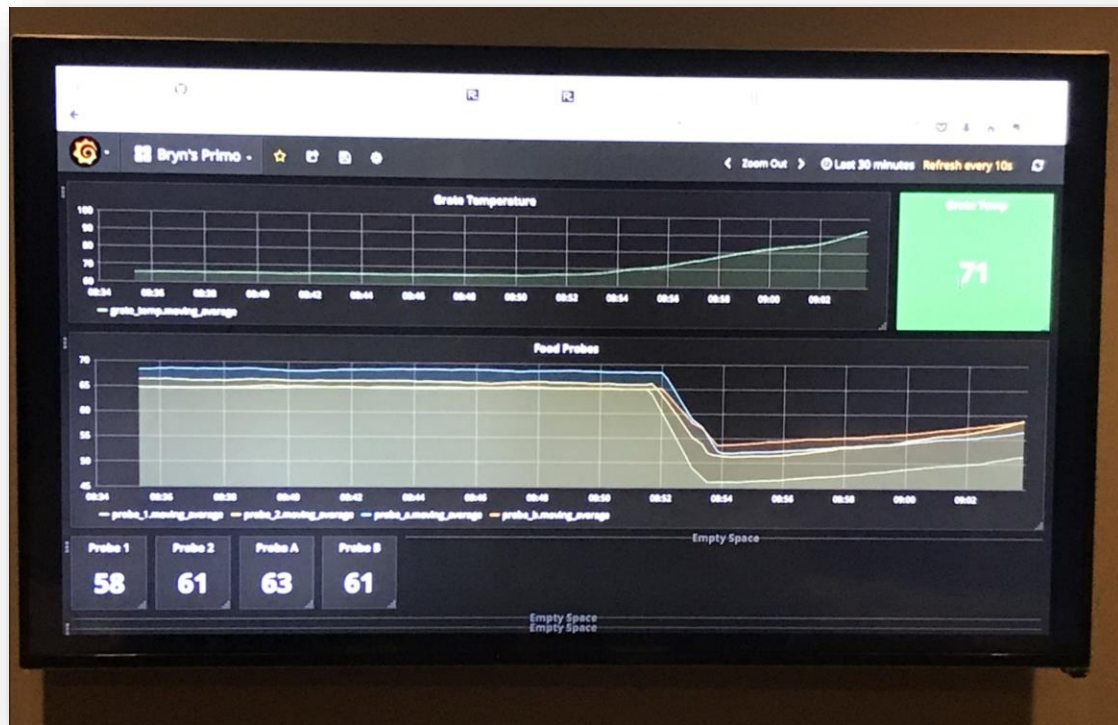 Bryn's Primo
Zoom Out
Last 30 minutes Refresh every 10s
Grate Temperature
100
90
80
70
60
08:34 08:36 08:38 08:40 08:42 08:44 08:46 08:48 08:50 08:52 08:54 08:56 08:58 09:00 09:02
grate_temp.moving_average
Grate Temp
71
Food Probes
70
65
60
55
50
45
08:34 08:36 08:38 08:40 08:42 08:44 08:46 08:48 08:50 08:52 08:54 08:56 08:58 09:00 09:02
probe_1.moving_average probe_2.moving_average probe_a.moving_average probe_b.moving_average
Probe 1 Probe 2 Probe A Probe B
58 61 63 61
Empty Space
Empty Space
Empty Space